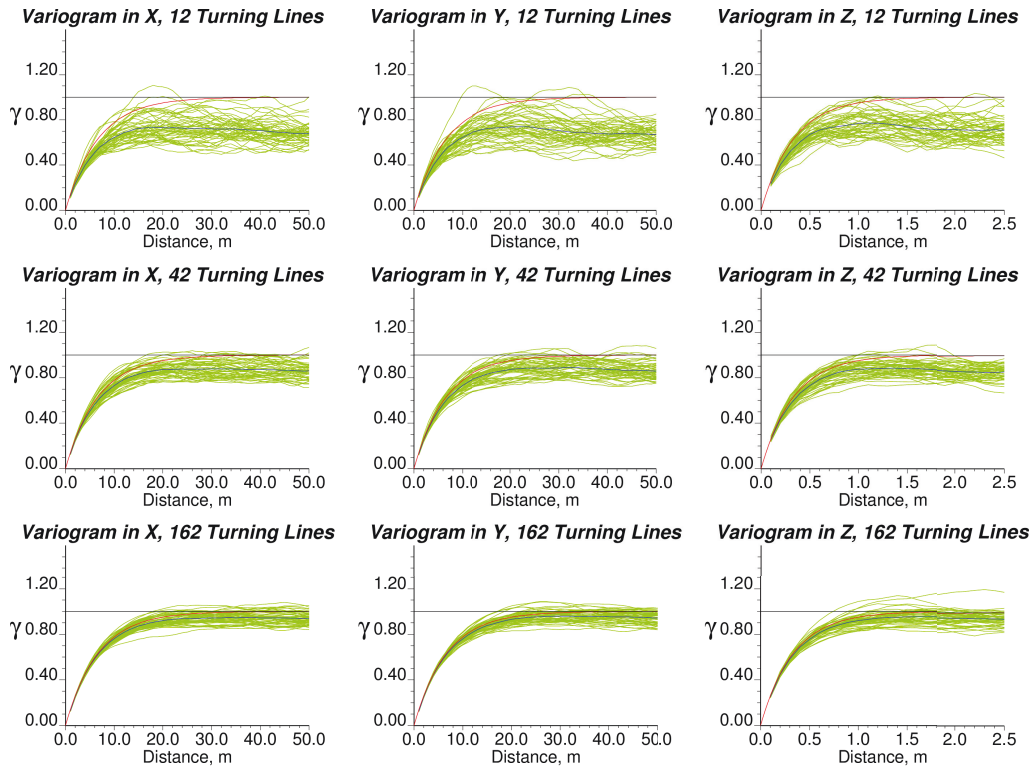 Variogram in X, 12 Turning Lines
Variogram in Y, 12 Turning Lines
Variogram in Z, 12 Turning Lines
1.20
γ
0.80
0.40
0.00
0.0 10.0 20.0 30.0 40.0 50.0
Distance, m
1.20
γ
0.80
0.40
0.00
0.0 10.0 20.0 30.0 40.0 50.0
Distance, m
1.20
γ
0.80
0.40
0.00
0.0 0.5 1.0 1.5 2.0 2.5
Distance, m
Variogram in X, 42 Turning Lines
Variogram in Y, 42 Turning Lines
Variogram in Z, 42 Turning Lines
1.20
γ
0.80
0.40
0.00
0.0 10.0 20.0 30.0 40.0 50.0
Distance, m
1.20
γ
0.80
0.40
0.00
0.0 10.0 20.0 30.0 40.0 50.0
Distance, m
1.20
γ
0.80
0.40
0.00
0.0 0.5 1.0 1.5 2.0 2.5
Distance, m
Variogram in X, 162 Turning Lines
Variogram in Y, 162 Turning Lines
Variogram in Z, 162 Turning Lines
1.20
γ
0.80
0.40
0.00
0.0 10.0 20.0 30.0 40.0 50.0
Distance, m
1.20
γ
0.80
0.40
0.00
0.0 10.0 20.0 30.0 40.0 50.0
Distance, m
1.20
γ
0.80
0.40
0.00
0.0 0.5 1.0 1.5 2.0 2.5
Distance, m